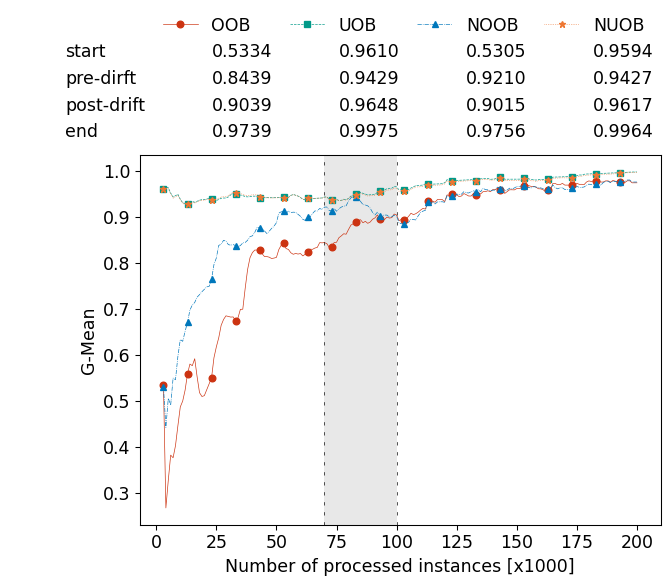 OOB UOB NOOB NUOB
start 0.5334 0.9610 0.5305 0.9594
pre-dirft 0.8439 0.9429 0.9210 0.9427
post-drift 0.9039 0.9648 0.9015 0.9617
end 0.9739 0.9975 0.9756 0.9964
1.0
0.9
0.8
0.7
0.6
0.5
0.4
0.3
G-Mean
0 25 50 75 100 125 150 175 200
Number of processed instances [x1000]